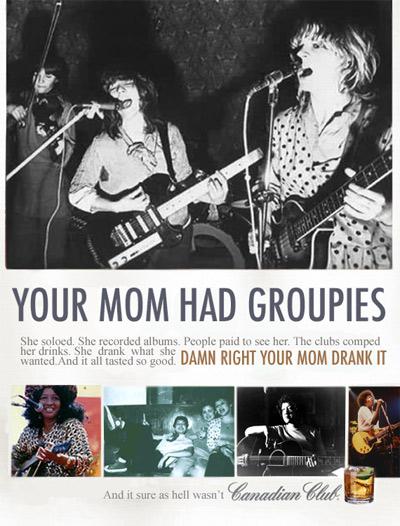 YOUR MOM HAD GROUPIES
She soloed. She recorded albums. People paid to see her. The clubs comped
her drinks. She drank what she
wanted.And it all tasted so good. DAMN RIGHT YOUR MOM DRANK IT
And it sure as hell wasn't Canadian Club.